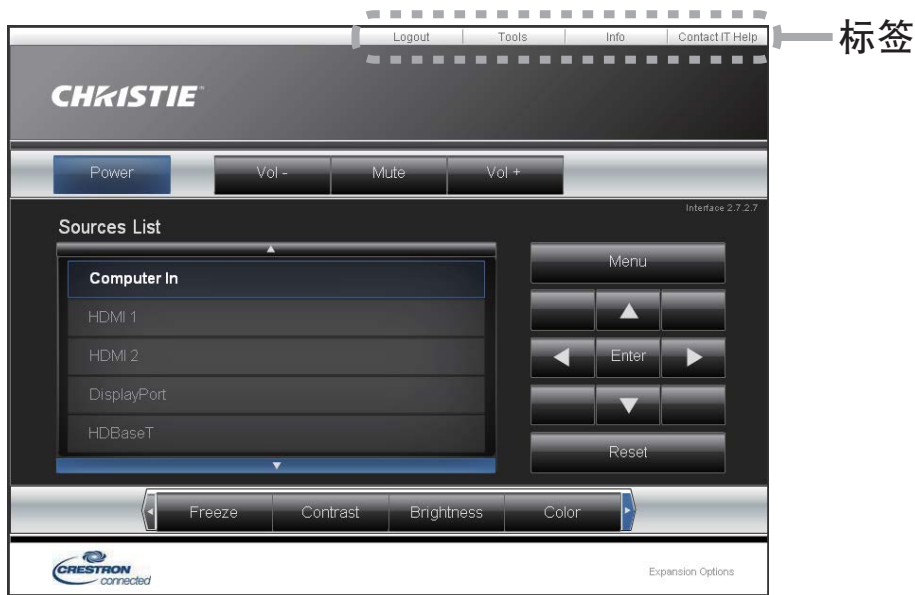 Logout Tools Info Contact IT Help
标签
CHRISTIE
Power Vol - Mute Vol +
Interface 2.7.2.7
Sources List
Computer In
HDMI 1
HDMI 2
DisplayPort
HDBaseT
Menu
Enter
Reset
Freeze Contrast Brightness Color
CRESTRON
connected
Expansion Options